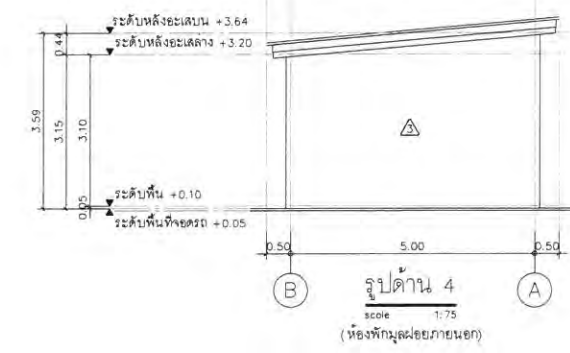 ระดับหลังอะเสบน +3.64
ระดับหลังอะเสลาง +3.20
0.44
3.59
3.15
3.10
3
ระดับพื้น +0.10
0.05
ระดับพื้นที่จอดรถ +0.05
0.50 5.00 0.50
B A
รูปด้าน 4
scale 1:75
(ห้องพักมูลฝอยภายนอก)